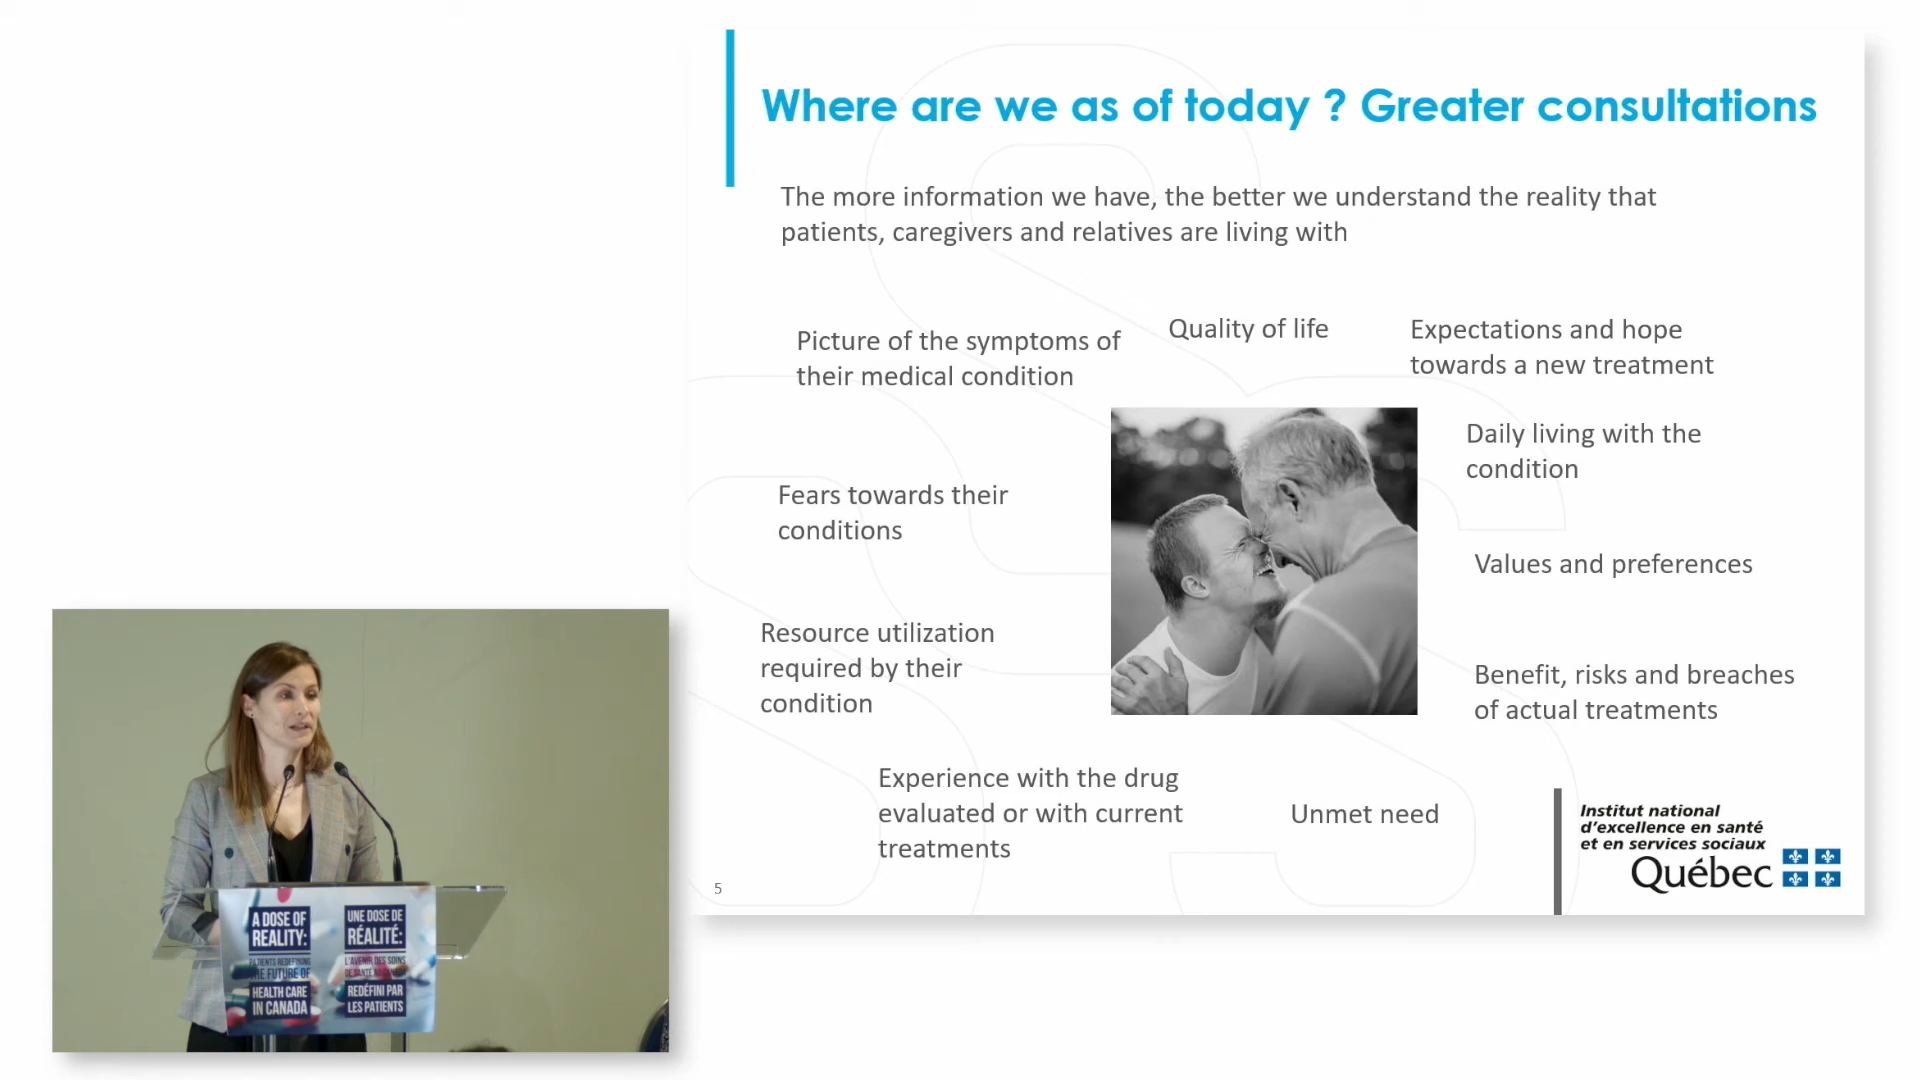 Where are we as of today ? Greater consultations
The more information we have, the better we understand the reality that
patients, caregivers and relatives are living with
Picture of the symptoms of
their medical condition
Quality of life
Expectations and hope
towards a new treatment
Daily living with the
condition
Fears towards their
conditions
Values and preferences
Resource utilization
required by their
condition
Benefit, risks and breaches
of actual treatments
Experience with the drug
evaluated or with current
treatments
Unmet need
5
Institut national
d'excellence en santé
et en services sociaux
Québec
A DOSE OF
REALITY:
PATIENTS REDEFINING
THE FUTURE OF
HEALTH CARE
IN CANADA
UNE DOSE DE
RÉALITÉ:
L'AVENIR DES SOINS
DE SANTÉ AU CANADA
REDÉFINI PAR
LES PATIENTS